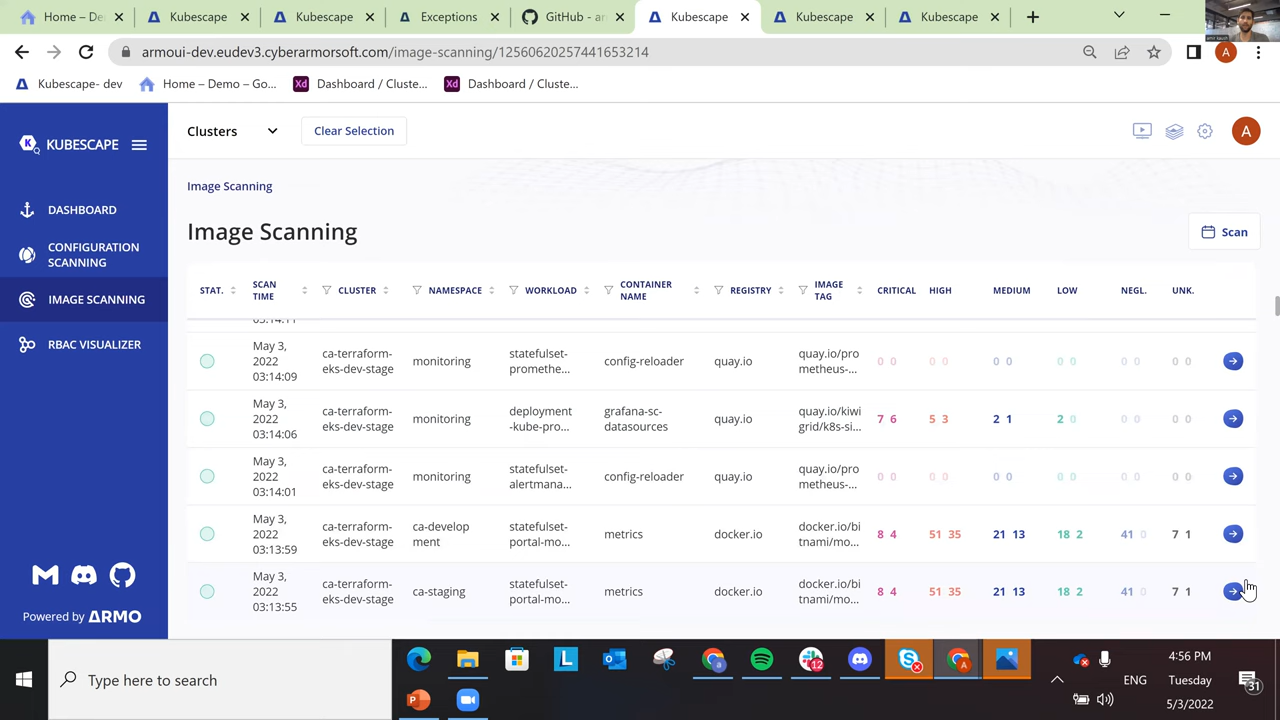 Home – De
Kubescape
Kubescape
Exceptions
GitHub - ar
Kubescape
Kubescape
Kubescape
armoui-dev.eudev3.cyberarmorsoft.com/image-scanning/12590620257441653214
A
Kubescape- dev
Home – Demo – Go...
Xd Dashboard / Cluste...
Xd Dashboard / Cluste...
KUBESCAPE
Clusters
Clear Selection
A
DASHBOARD
CONFIGURATION
SCANNING
IMAGE SCANNING
RBAC VISUALIZER
Powered by ARMO
Image Scanning
Image Scanning
Scan
STAT. SCAN TIME CLUSTER NAMESPACE WORKLOAD CONTAINER NAME REGISTRY IMAGE TAG CRITICAL HIGH MEDIUM LOW NEGL. UNK.
03:14:11
May 3, 2022 03:14:09 ca-terraform-eks-dev-stage monitoring statefulset-promethe... config-reloader quay.io quay.io/prometheus-... 0 0 0 0 0 0 0 0 0 0 0 0
May 3, 2022 03:14:06 ca-terraform-eks-dev-stage monitoring deployment-kube-pro... grafana-sc-datasources quay.io quay.io/kiwigrid/k8s-si... 7 6 5 3 2 1 2 0 0 0 0 0
May 3, 2022 03:14:01 ca-terraform-eks-dev-stage monitoring statefulset-alertmana... config-reloader quay.io quay.io/prometheus-... 0 0 0 0 0 0 0 0 0 0 0 0
May 3, 2022 03:13:59 ca-terraform-eks-dev-stage ca-development statefulset-portal-mo... metrics docker.io docker.io/bitnami/mo... 8 4 51 35 21 13 18 2 41 0 7 1
May 3, 2022 03:13:55 ca-terraform-eks-dev-stage ca-staging statefulset-portal-mo... metrics docker.io docker.io/bitnami/mo... 8 4 51 35 21 13 18 2 41 0 7 1
Type here to search
L
12
ENG
4:56 PM
Tuesday
5/3/2022
31